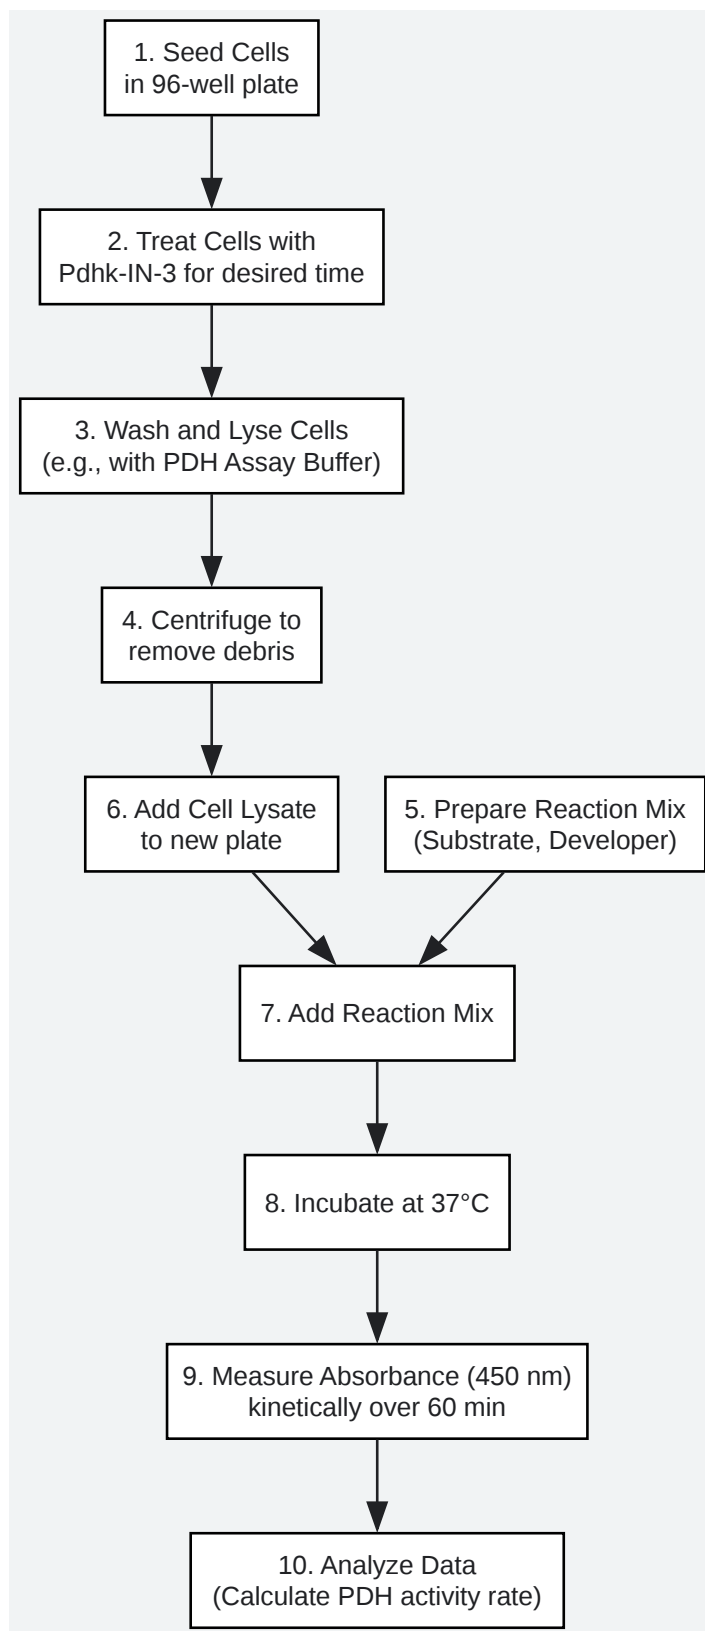 1. Seed Cells
in 96-well plate
2. Treat Cells with
Pdhk-IN-3 for desired time
3. Wash and Lyse Cells
(e.g., with PDH Assay Buffer)
4. Centrifuge to
remove debris
6. Add Cell Lysate
to new plate
5. Prepare Reaction Mix
(Substrate, Developer)
7. Add Reaction Mix
8. Incubate at 37°C
9. Measure Absorbance (450 nm)
kinetically over 60 min
10. Analyze Data
(Calculate PDH activity rate)